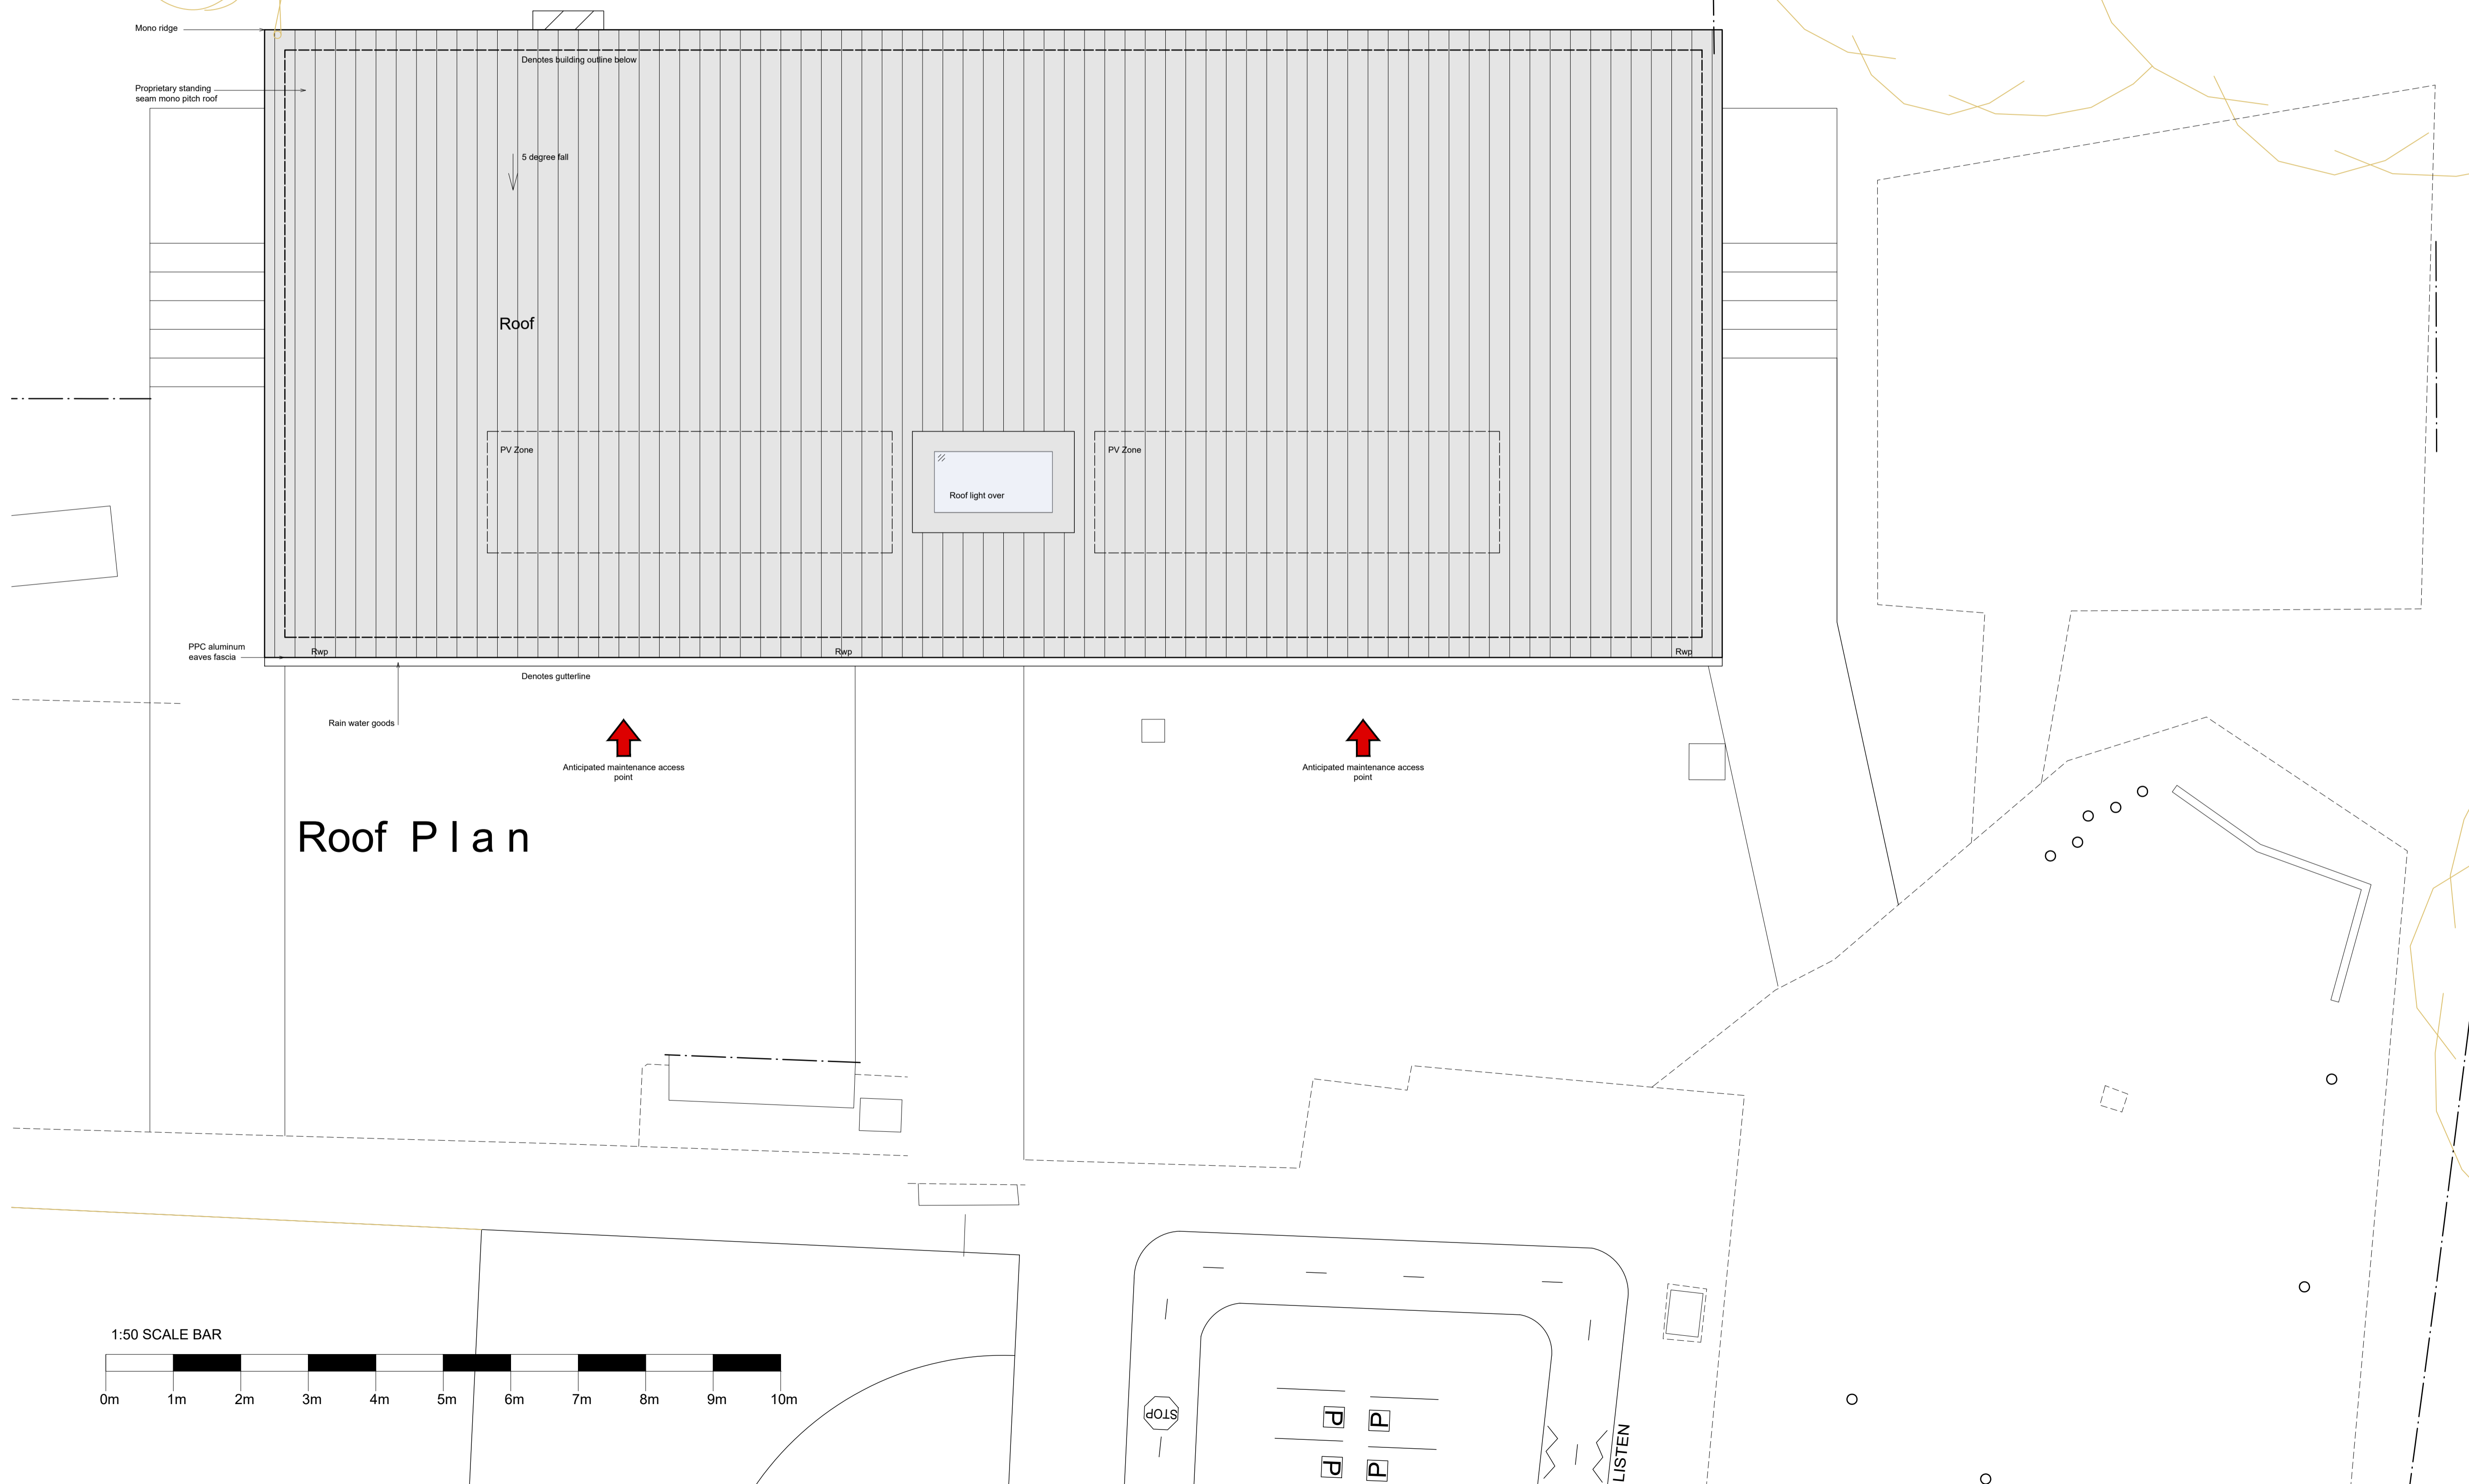 Mono ridge
Denotes building outline below
Proprietary standing
seam mono pitch roof
5 degree fall
Roof
PV Zone
PV Zone
Roof light over
PPC aluminum
eaves fascia
Rwp
Rwp
Rwp
Denotes gutterline
Rain water goods
Anticipated maintenance access
point
Anticipated maintenance access
point
Roof Plan
1:50 SCALE BAR
0m 1m 2m 3m 4m 5m 6m 7m 8m 9m 10m
STOP
P P
P P
LISTEN